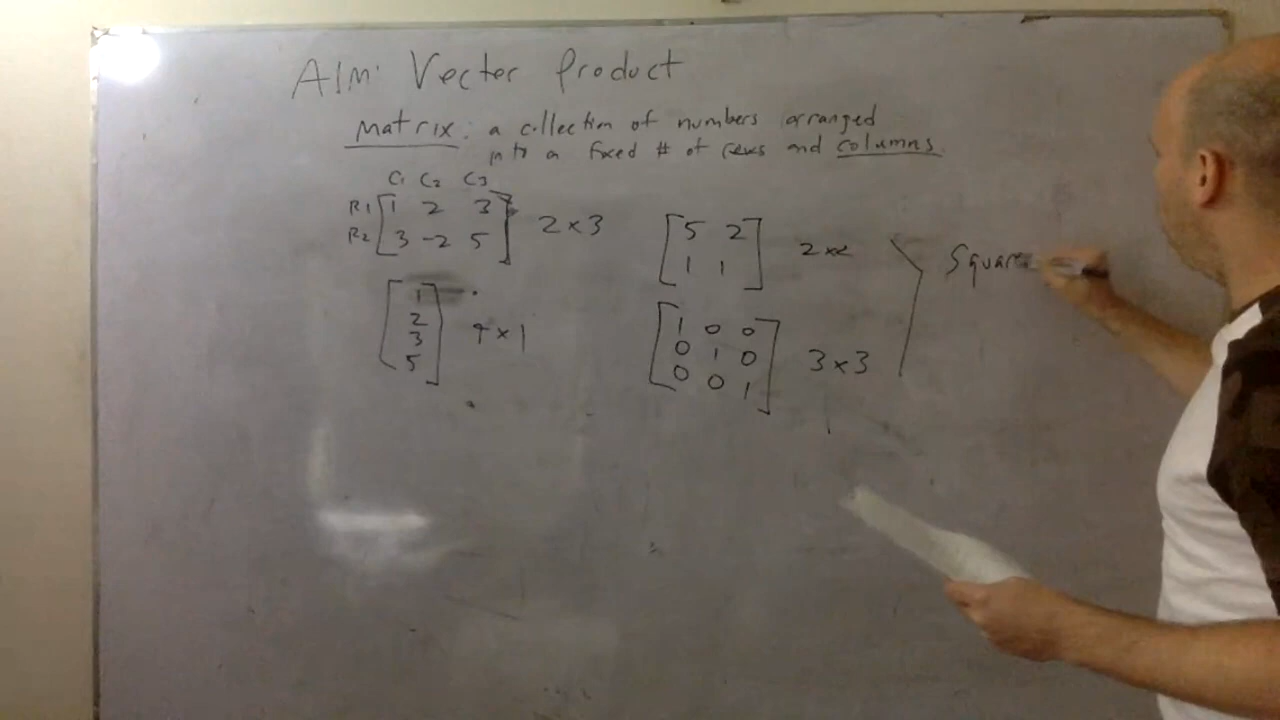 AIM: Vector Product
Matrix: a collection of numbers arranged
into a fixed # of rows and columns.
C1 C2 C3
R1 [1 2 3
R2 3 -2 5] 2 x 3
[5 2
1 1] 2x2
Square
[1
2
3
5] 4 x 1
[1 0 0
0 1 0
0 0 1] 3 x 3